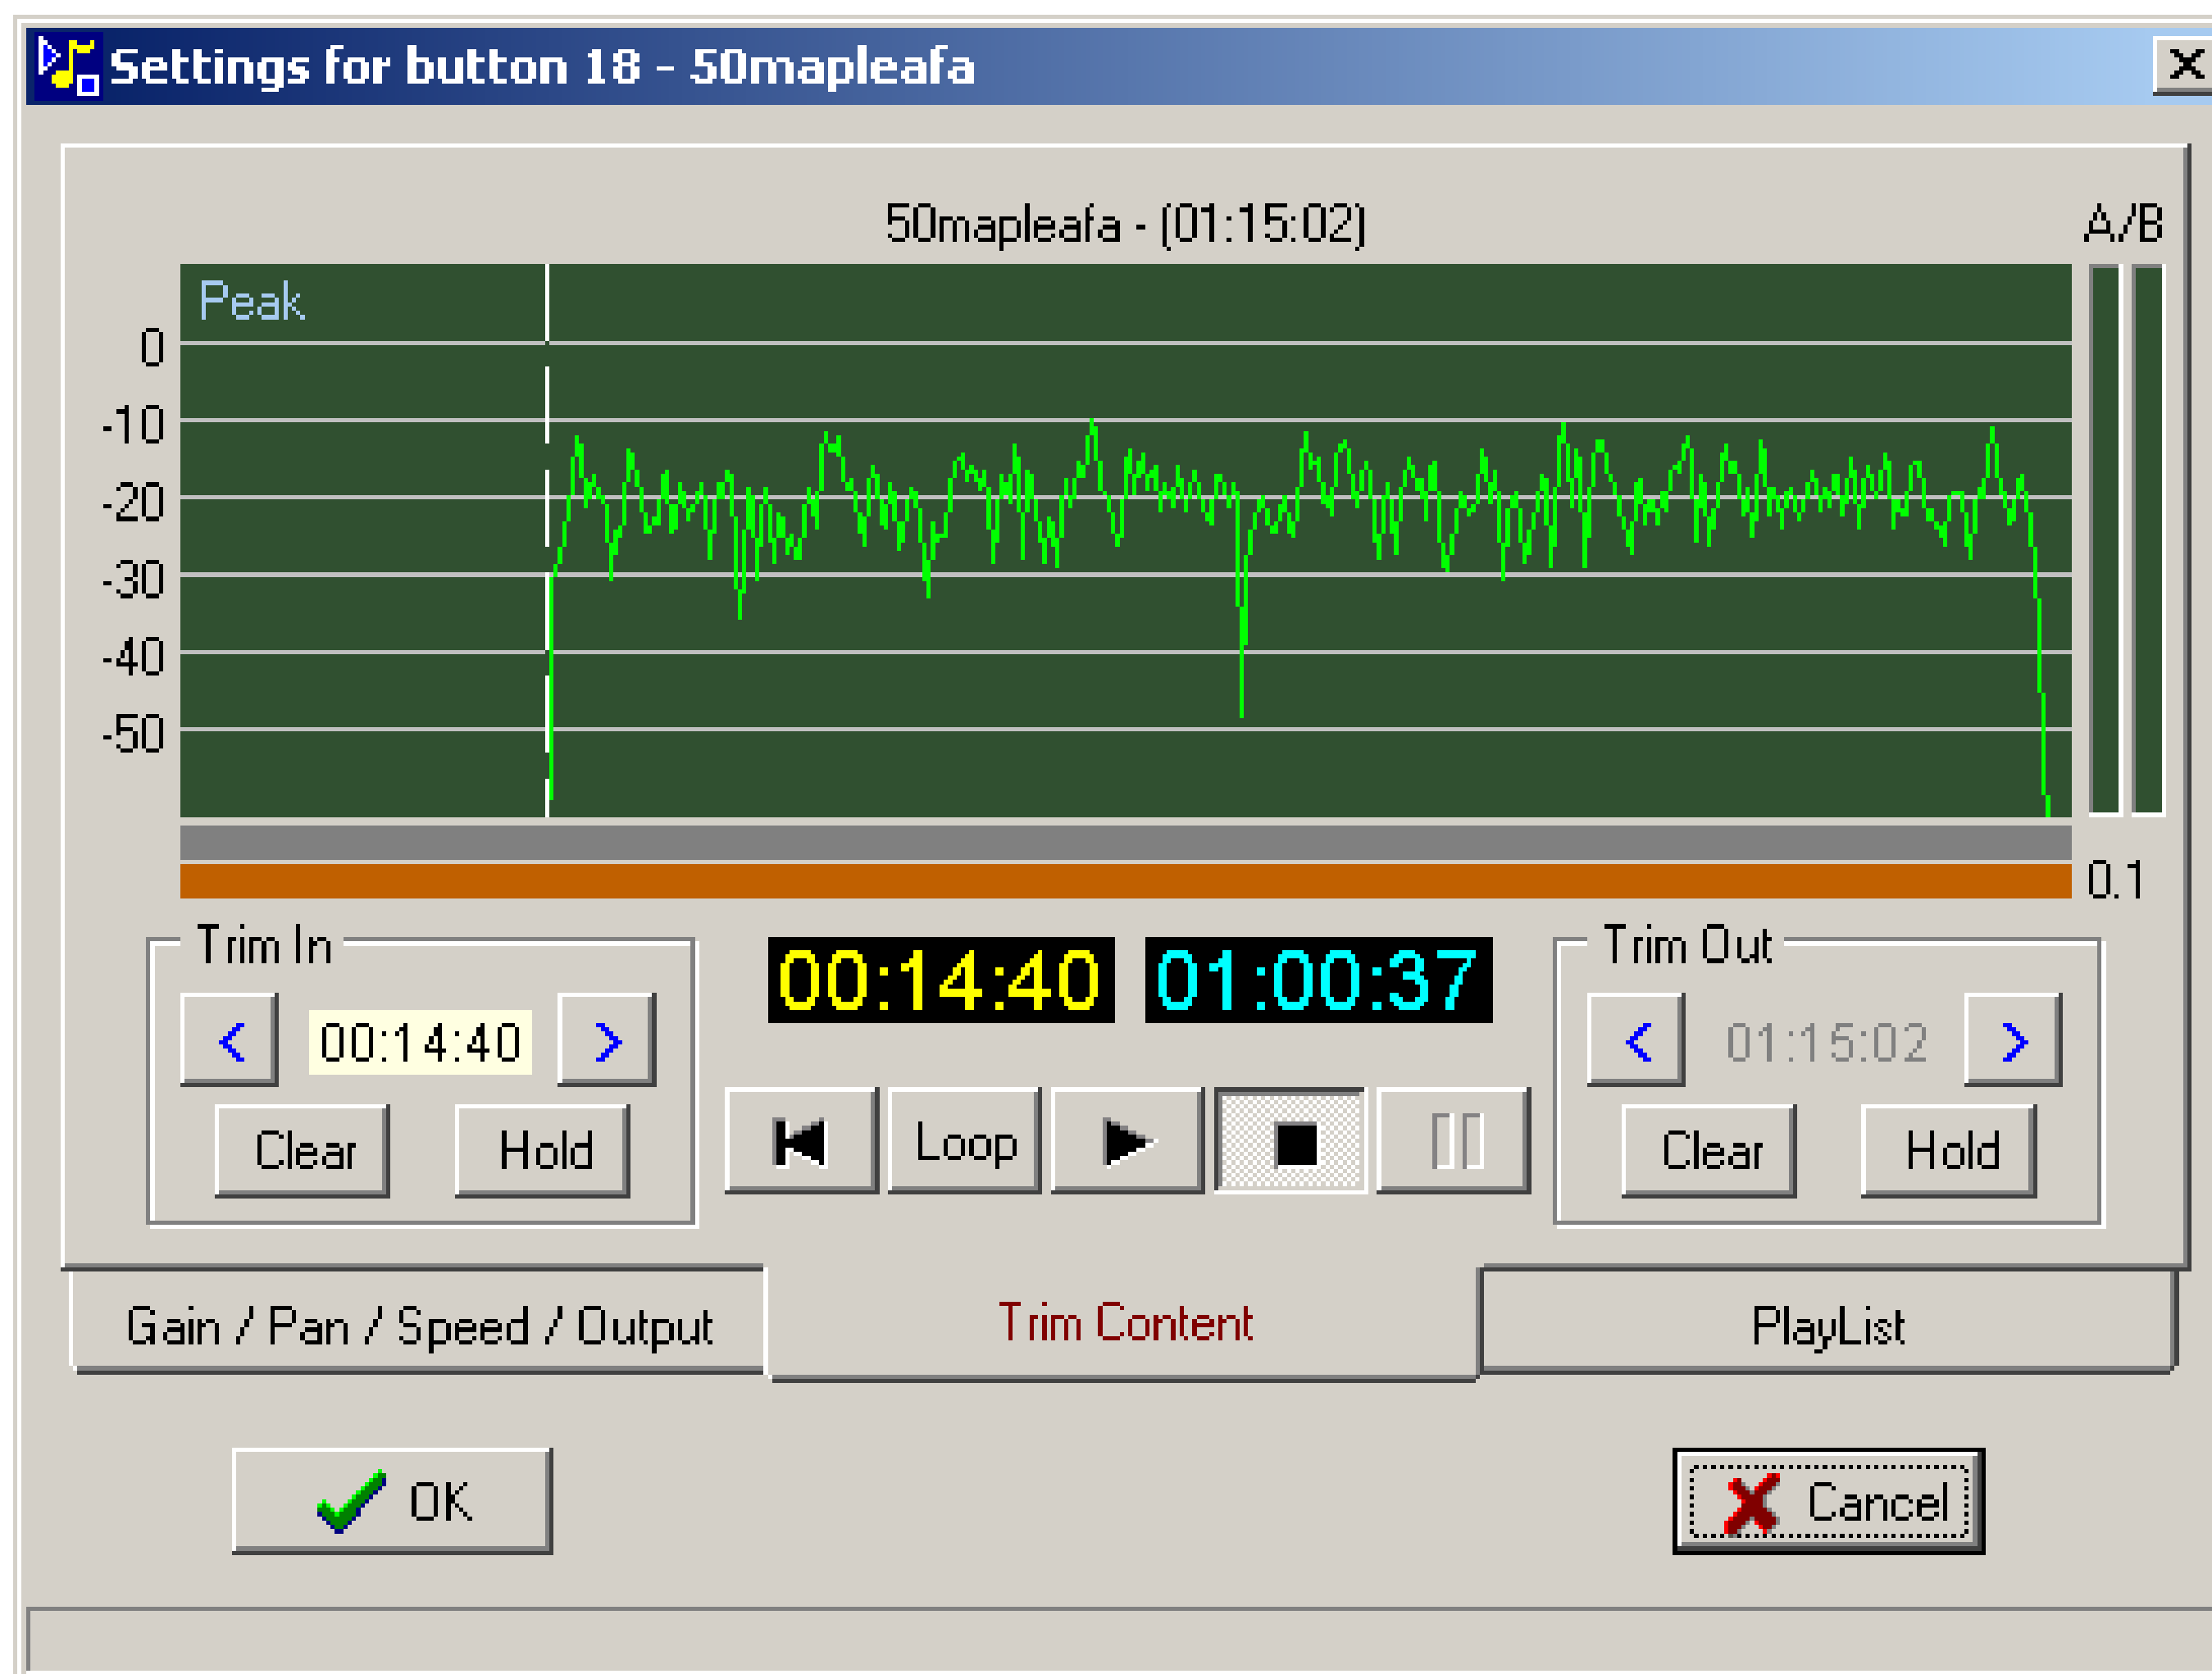 Settings for button 18 - 50mapleafa
50mapleafa - (01:15:02)
A/B
Peak
0
-10
-20
-30
-40
-50
0.1
Trim In
00:14:40
01:00:37
Trim Out
< 00:14:40 >
< 01:15:02 >
Clear Hold
Loop
Clear Hold
Gain / Pan / Speed / Output
Trim Content
PlayList
OK
Cancel